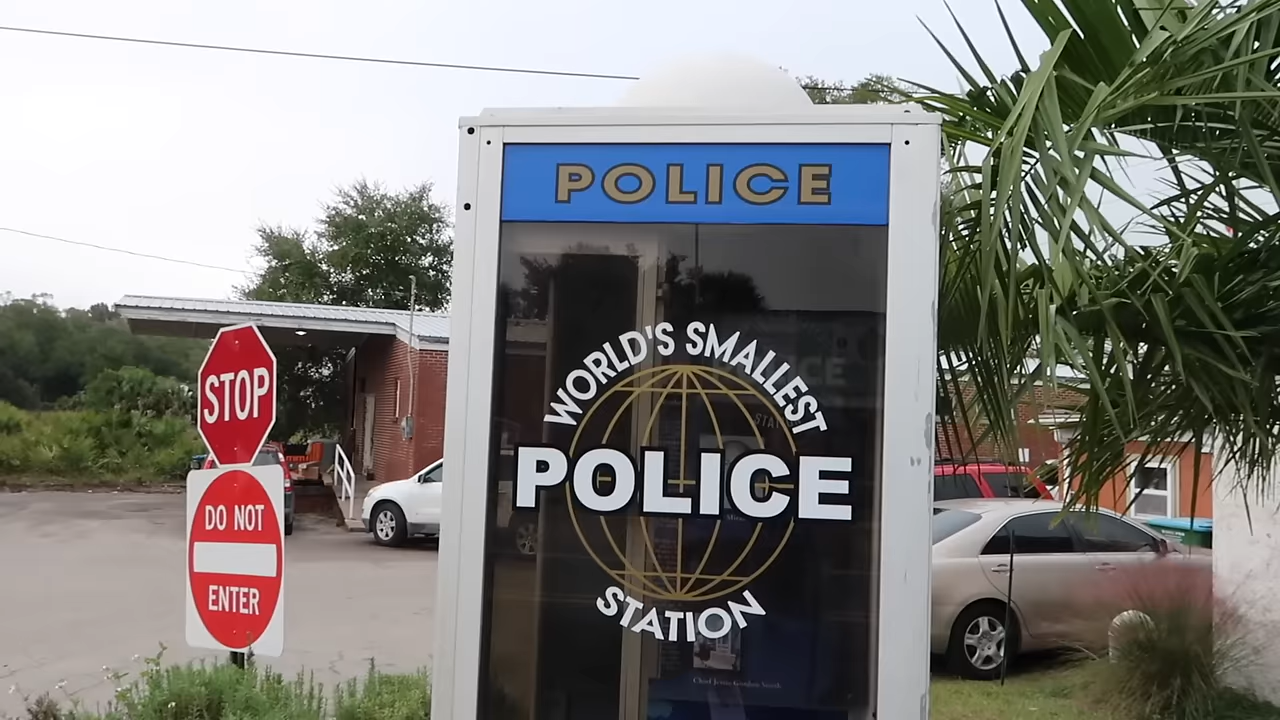 POLICE
WORLD'S SMALLEST
POLICE
STATION
STOP
DO NOT
ENTER